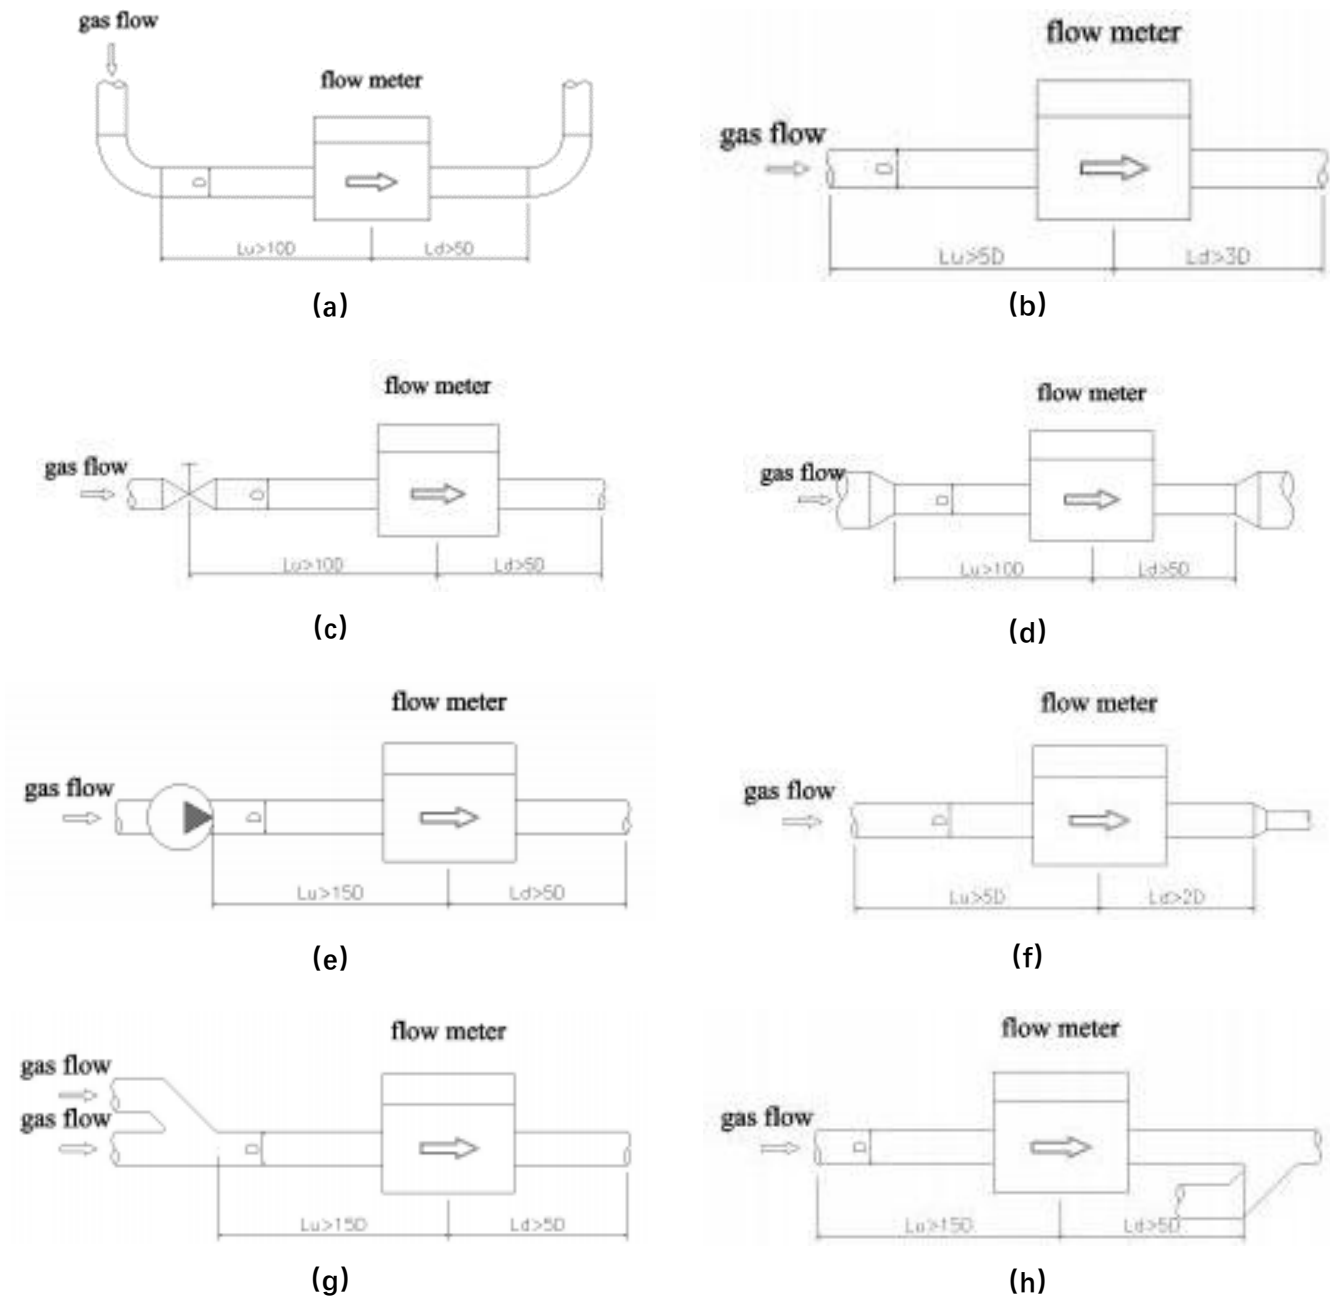 gas flow
flow meter
D
Lu>10D
Ld>5D
(a)
flow meter
gas flow
D
Lu>5D
Ld>3D
(b)
flow meter
gas flow
D
Lu>10D
Ld>5D
(c)
flow meter
gas flow
D
Lu>10D
Ld>5D
(d)
flow meter
gas flow
D
Lu>15D
Ld>5D
(e)
flow meter
gas flow
D
Lu>5D
Ld>2D
(f)
flow meter
gas flow
gas flow
D
Lu>15D
Ld>5D
(g)
flow meter
gas flow
D
Lu>15D
Ld>5D
(h)